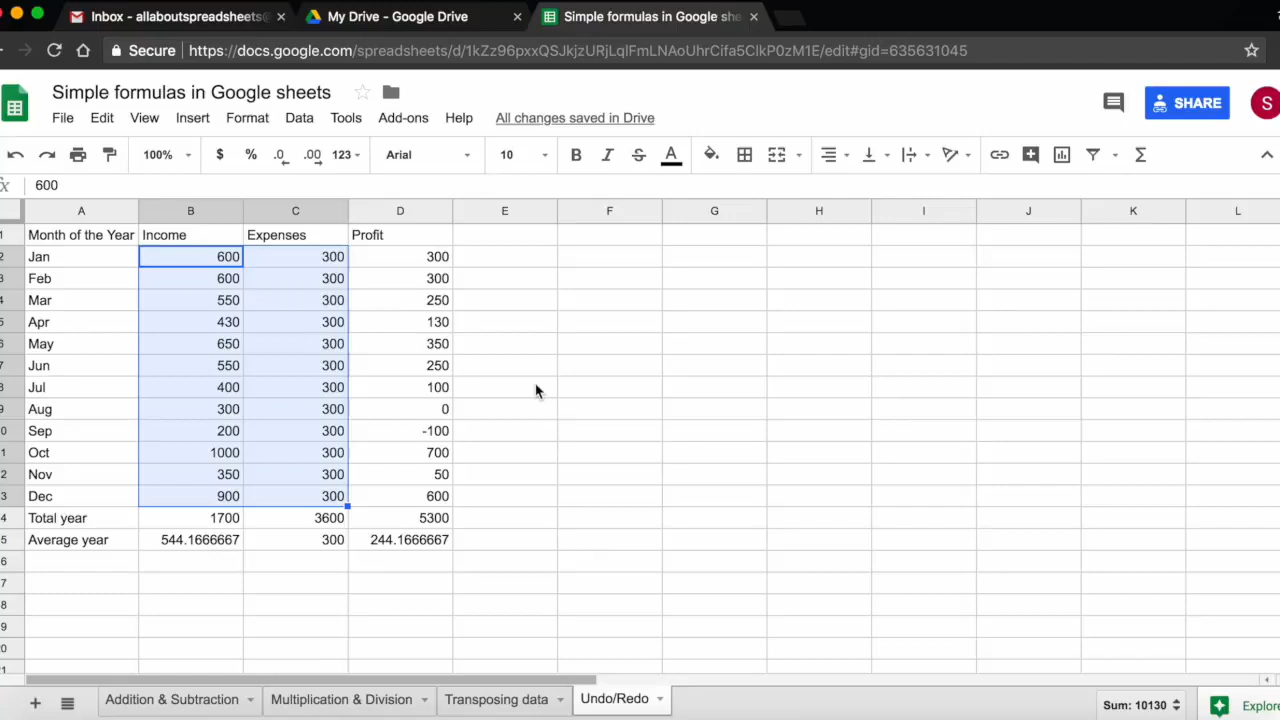 Inbox - allaboutspreadsheets@
My Drive - Google Drive
Simple formulas in Google she
Secure https://docs.google.com/spreadsheets/d/1kZz96pxxQSJkjzURjLqlFmLNAoUhrCifa5ClkP0zM1E/edit#gid=635631045
Simple formulas in Google sheets
SHARE
S
File Edit View Insert Format Data Tools Add-ons Help All changes saved in Drive
100% $ % .0 .00 123 Arial 10 B I S A Σ
fx 600
A B C D E F G H I J K L
1 Month of the Year Income Expenses Profit
2 Jan 600 300 300
3 Feb 600 300 300
4 Mar 550 300 250
5 Apr 430 300 130
6 May 650 300 350
7 Jun 550 300 250
8 Jul 400 300 100
9 Aug 300 300 0
0 Sep 200 300 -100
1 Oct 1000 300 700
2 Nov 350 300 50
3 Dec 900 300 600
4 Total year 1700 3600 5300
5 Average year 544.1666667 300 244.1666667
6
7
8
9
20
21
Addition & Subtraction Multiplication & Division Transposing data Undo/Redo Sum: 10130 Explore